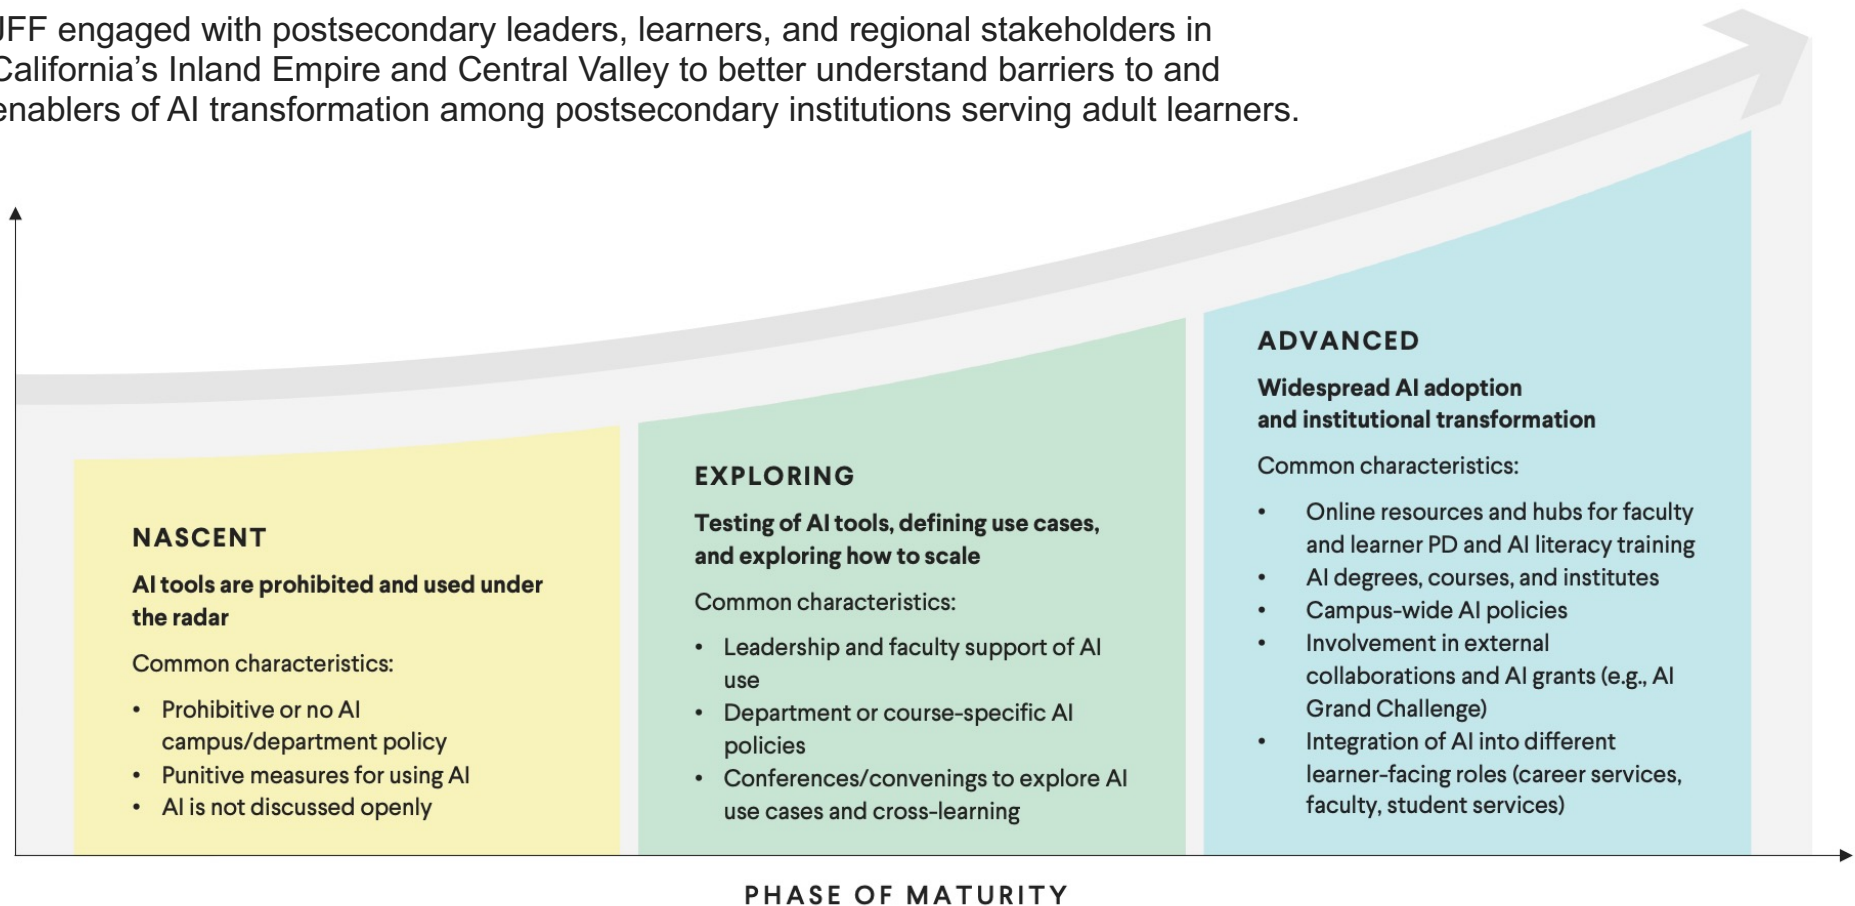 JFF engaged with postsecondary leaders, learners, and regional stakeholders in
California’s Inland Empire and Central Valley to better understand barriers to and
enablers of AI transformation among postsecondary institutions serving adult learners.
NASCENT
AI tools are prohibited and used under
the radar
Common characteristics:
• Prohibitive or no AI
campus/department policy
• Punitive measures for using AI
• AI is not discussed openly
EXPLORING
Testing of AI tools, defining use cases,
and exploring how to scale
Common characteristics:
• Leadership and faculty support of AI
use
• Department or course-specific AI
policies
• Conferences/convenings to explore AI
use cases and cross-learning
ADVANCED
Widespread AI adoption
and institutional transformation
Common characteristics:
• Online resources and hubs for faculty
and learner PD and AI literacy training
• AI degrees, courses, and institutes
• Campus-wide AI policies
• Involvement in external
collaborations and AI grants (e.g., AI
Grand Challenge)
• Integration of AI into different
learner-facing roles (career services,
faculty, student services)
PHASE OF MATURITY